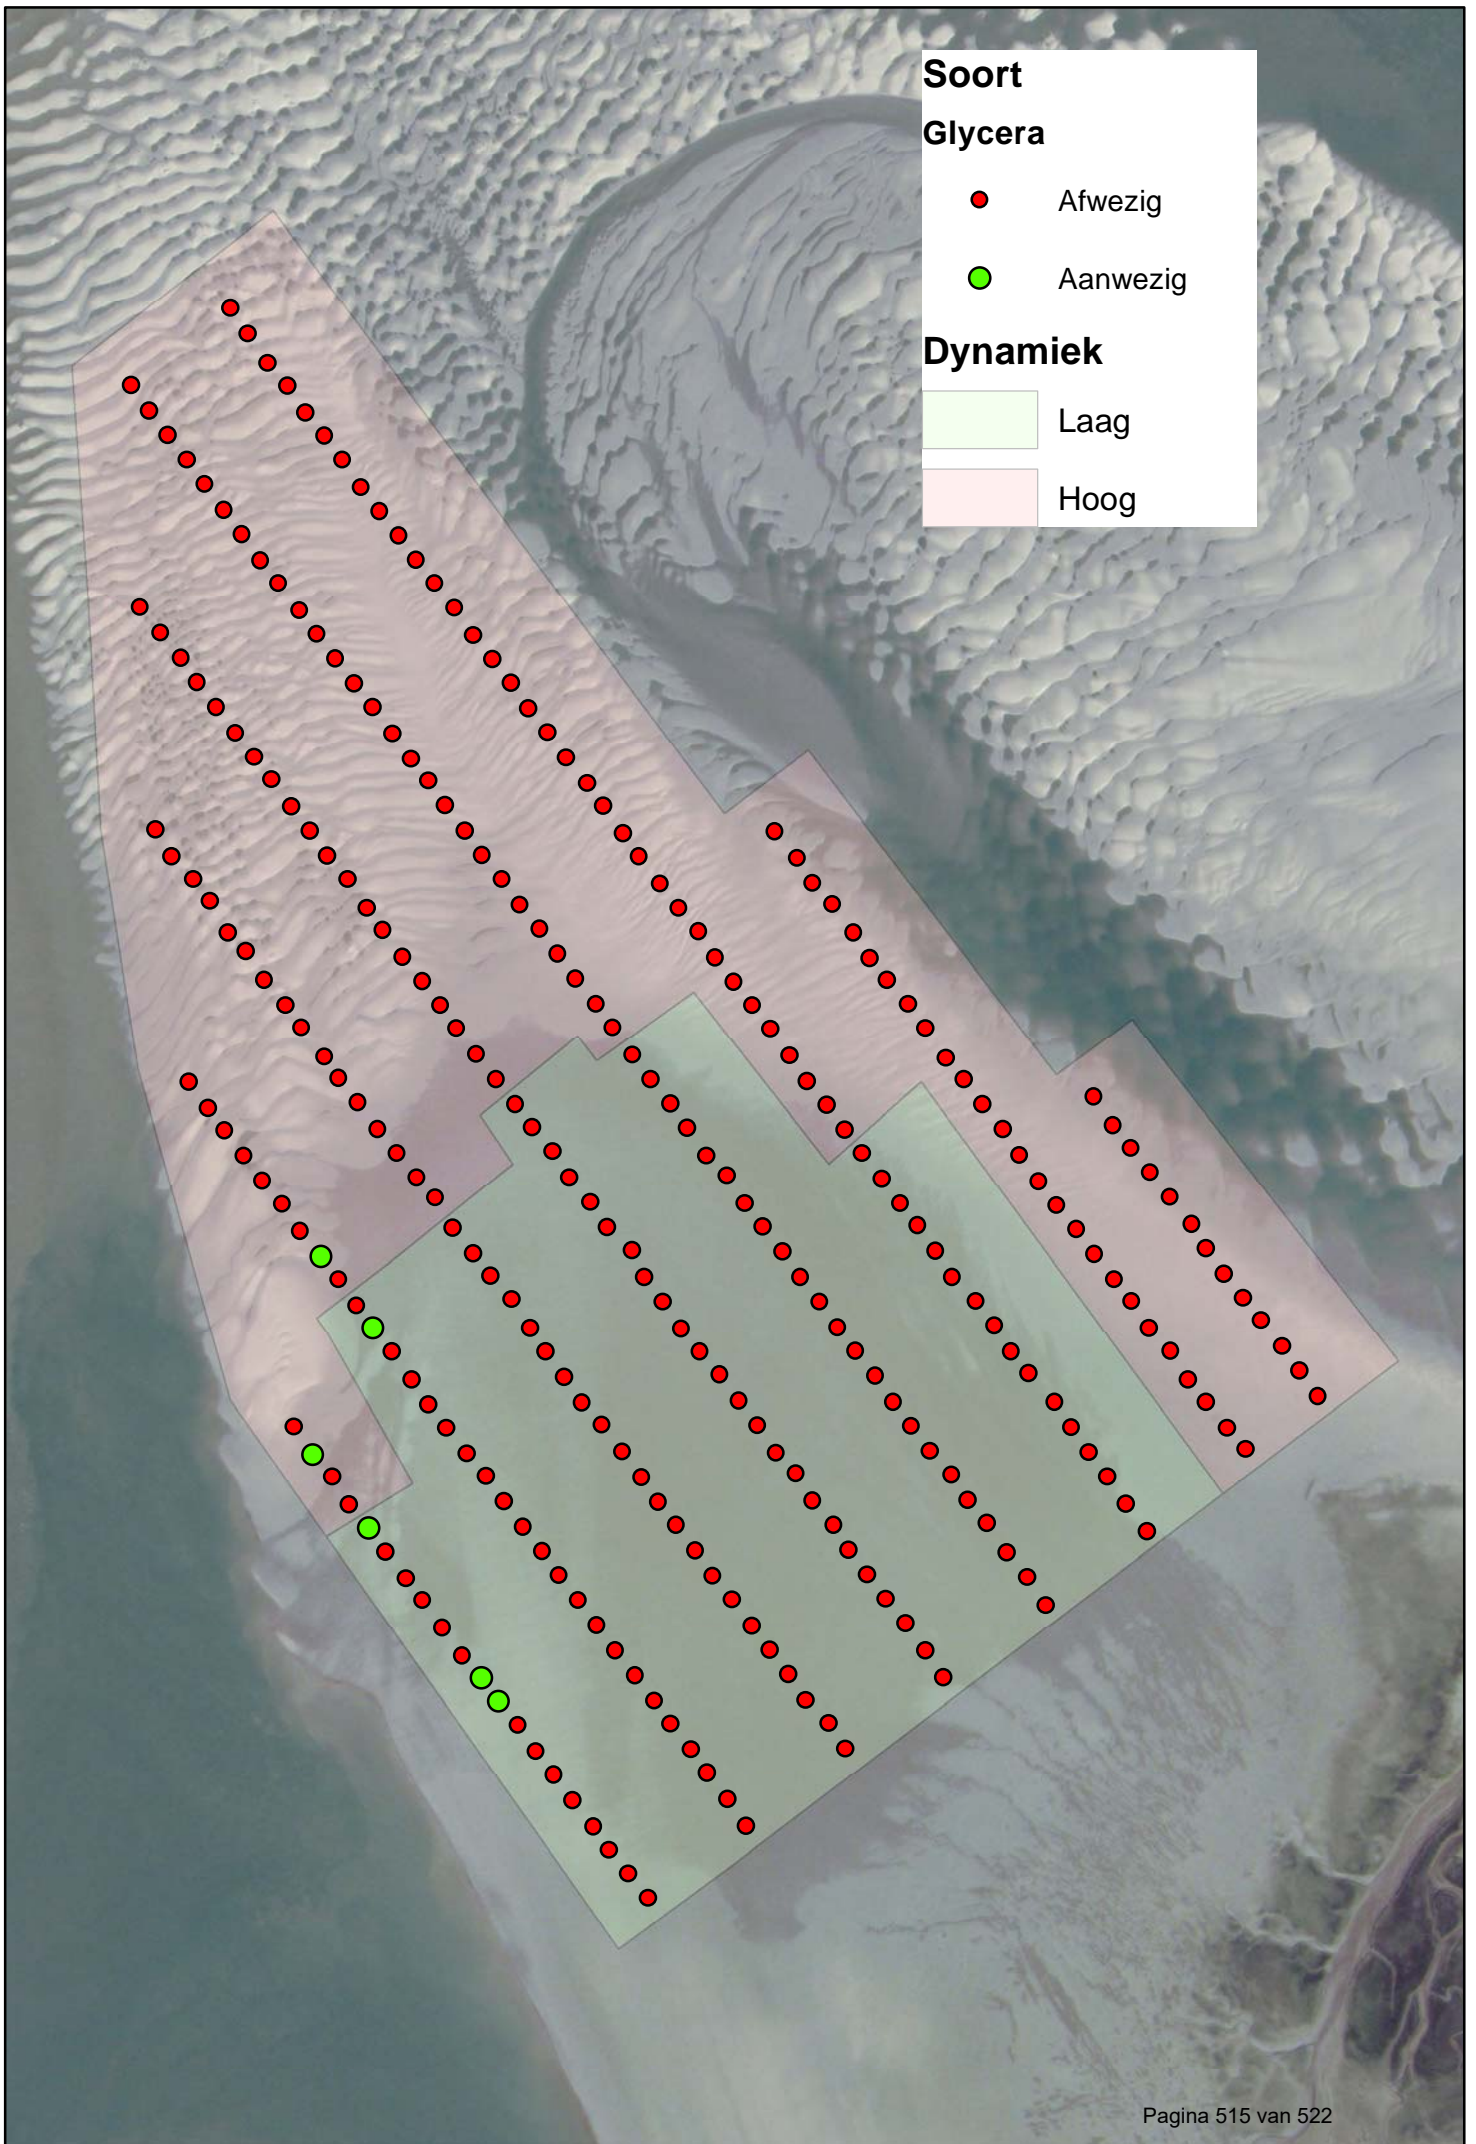 Soort
Glycera
Afwezig
Aanwezig
Dynamiek
Laag
Hoog
Pagina 515 van 522